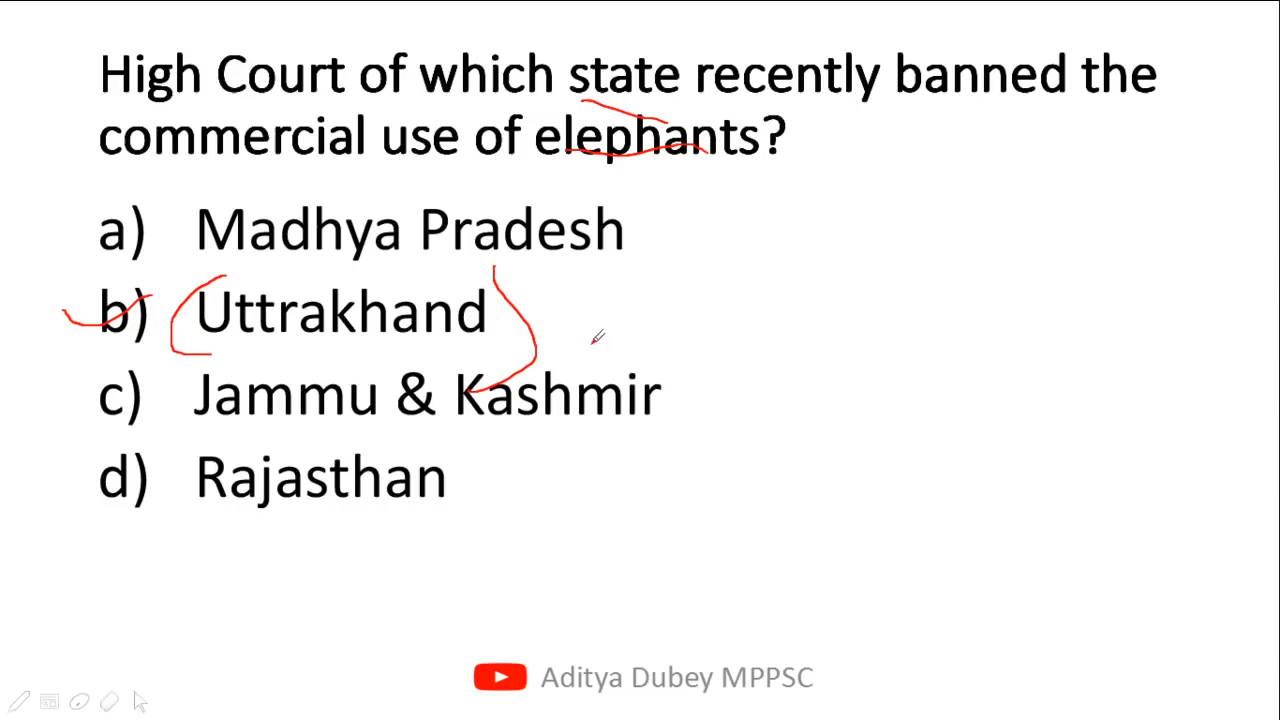 High Court of which state recently banned the
commercial use of elephants?
a) Madhya Pradesh
b) Uttrakhand
c) Jammu & Kashmir
d) Rajasthan
Aditya Dubey MPPSC